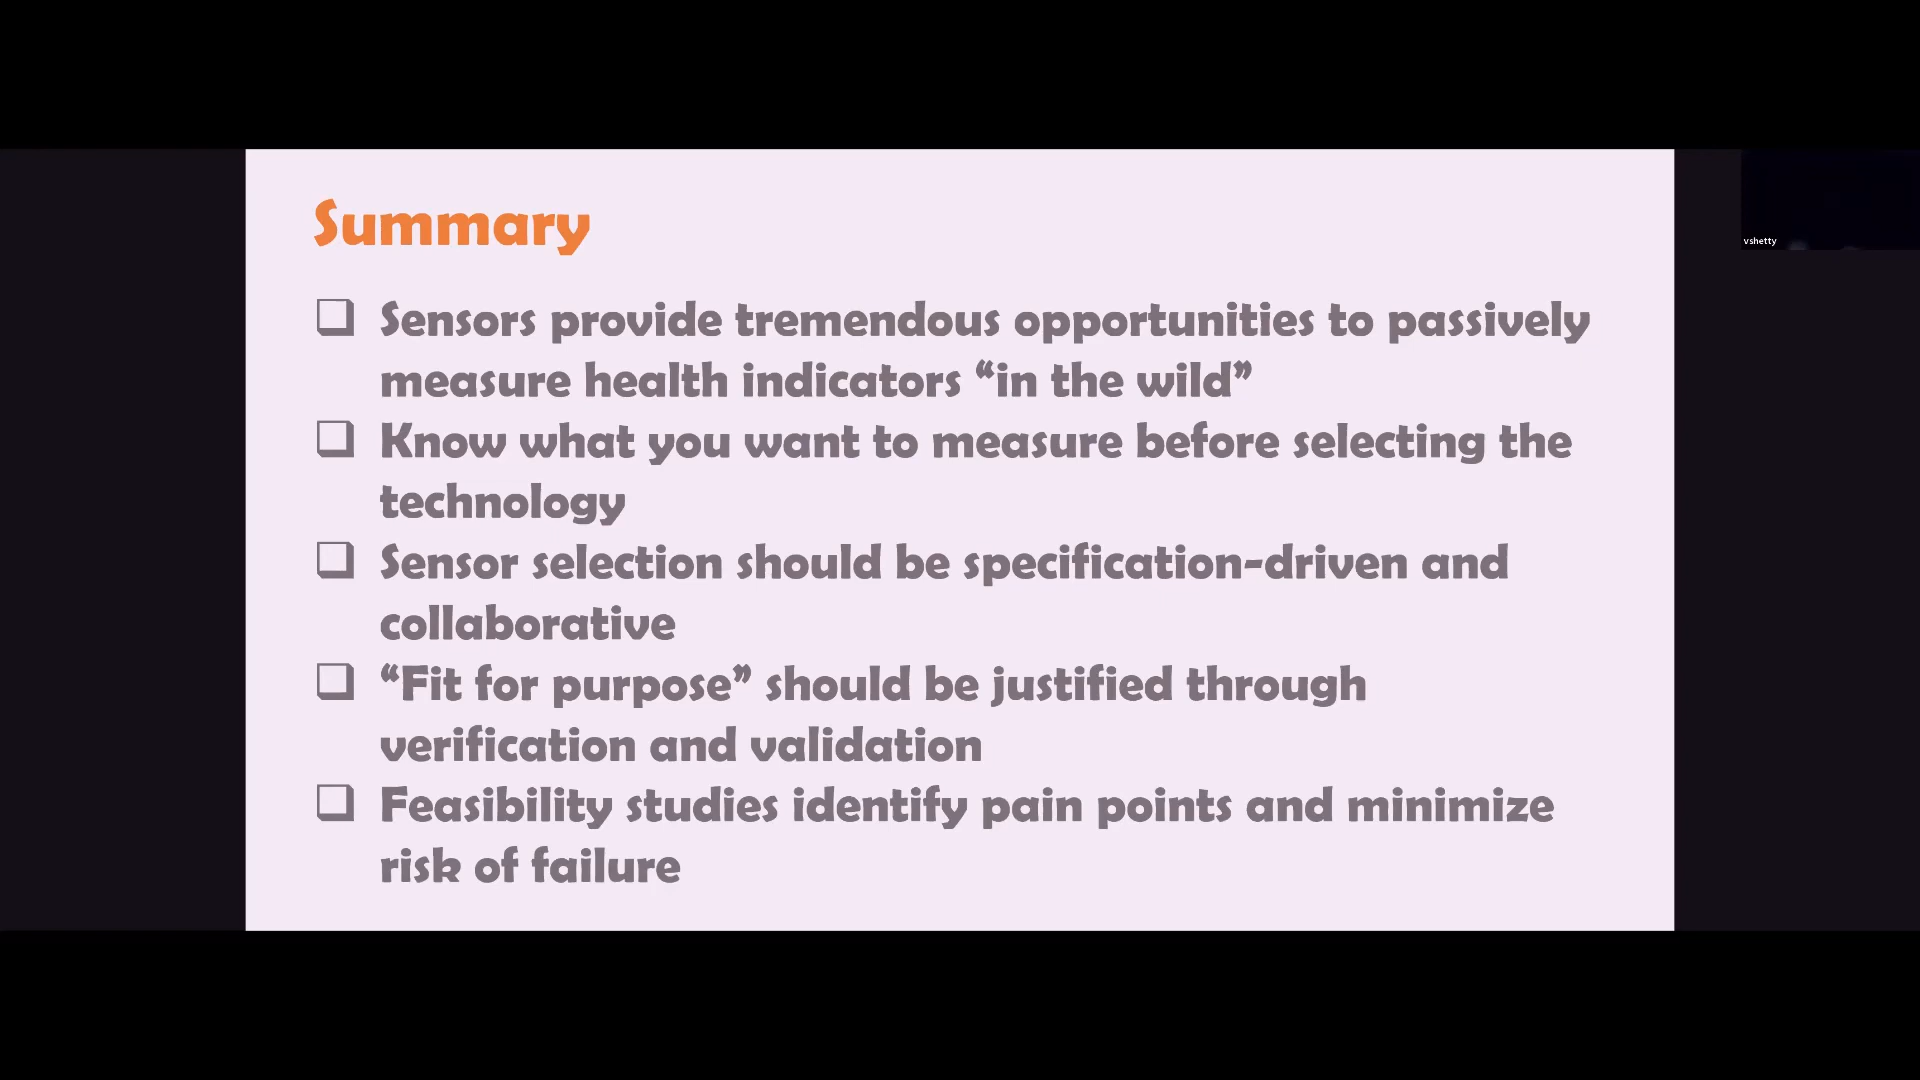 Summary
❑ Sensors provide tremendous opportunities to passively
measure health indicators “in the wild”
❑ Know what you want to measure before selecting the
technology
❑ Sensor selection should be specification-driven and
collaborative
❑ “Fit for purpose” should be justified through
verification and validation
❑ Feasibility studies identify pain points and minimize
risk of failure
vshetty